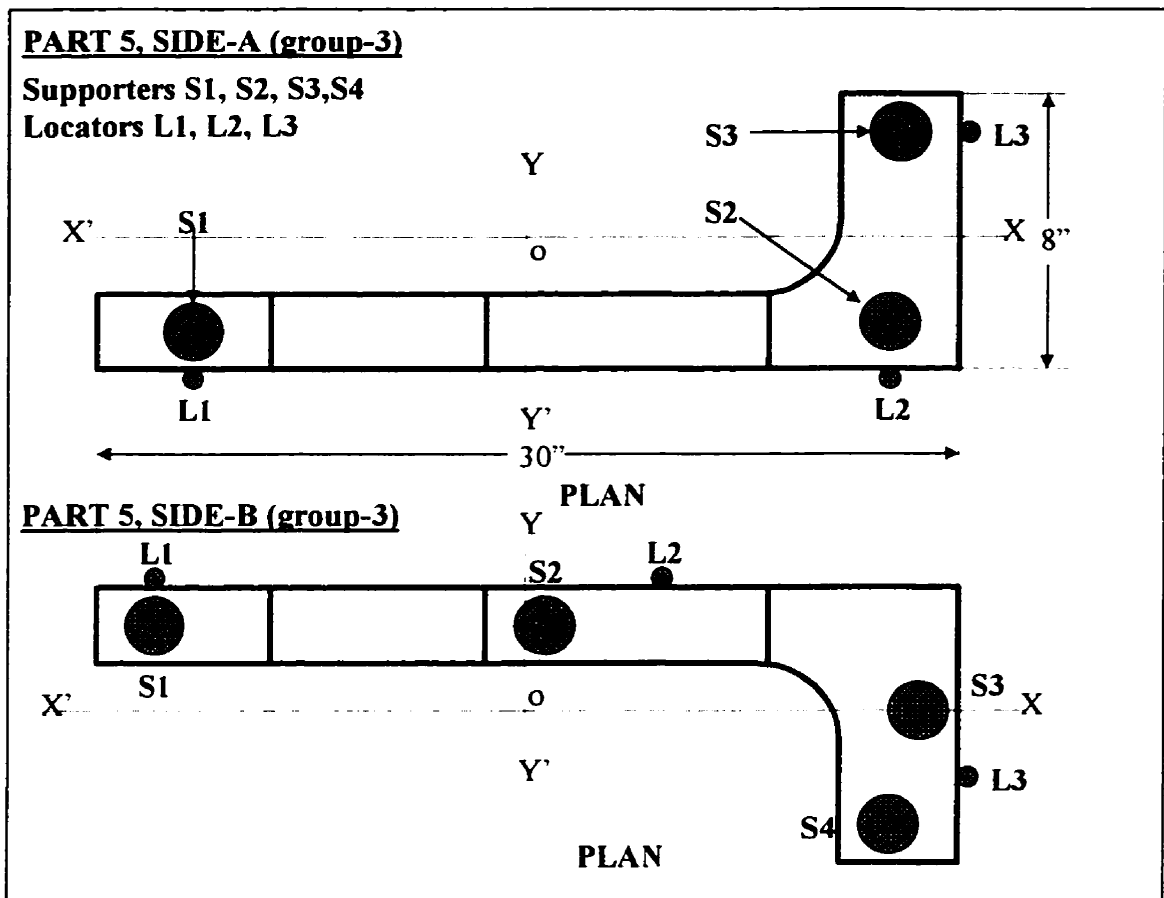 PART 5, SIDE-A (group-3)
Supporters S1, S2, S3,S4
Locators L1, L2, L3
S3
L3
Y
S1
S2
X'
X
8”
o
L1
L2
Y'
30”
PLAN
PART 5, SIDE-B (group-3)
Y
L1
S2
L2
S1
X'
o
S3
X
Y'
L3
S4
PLAN